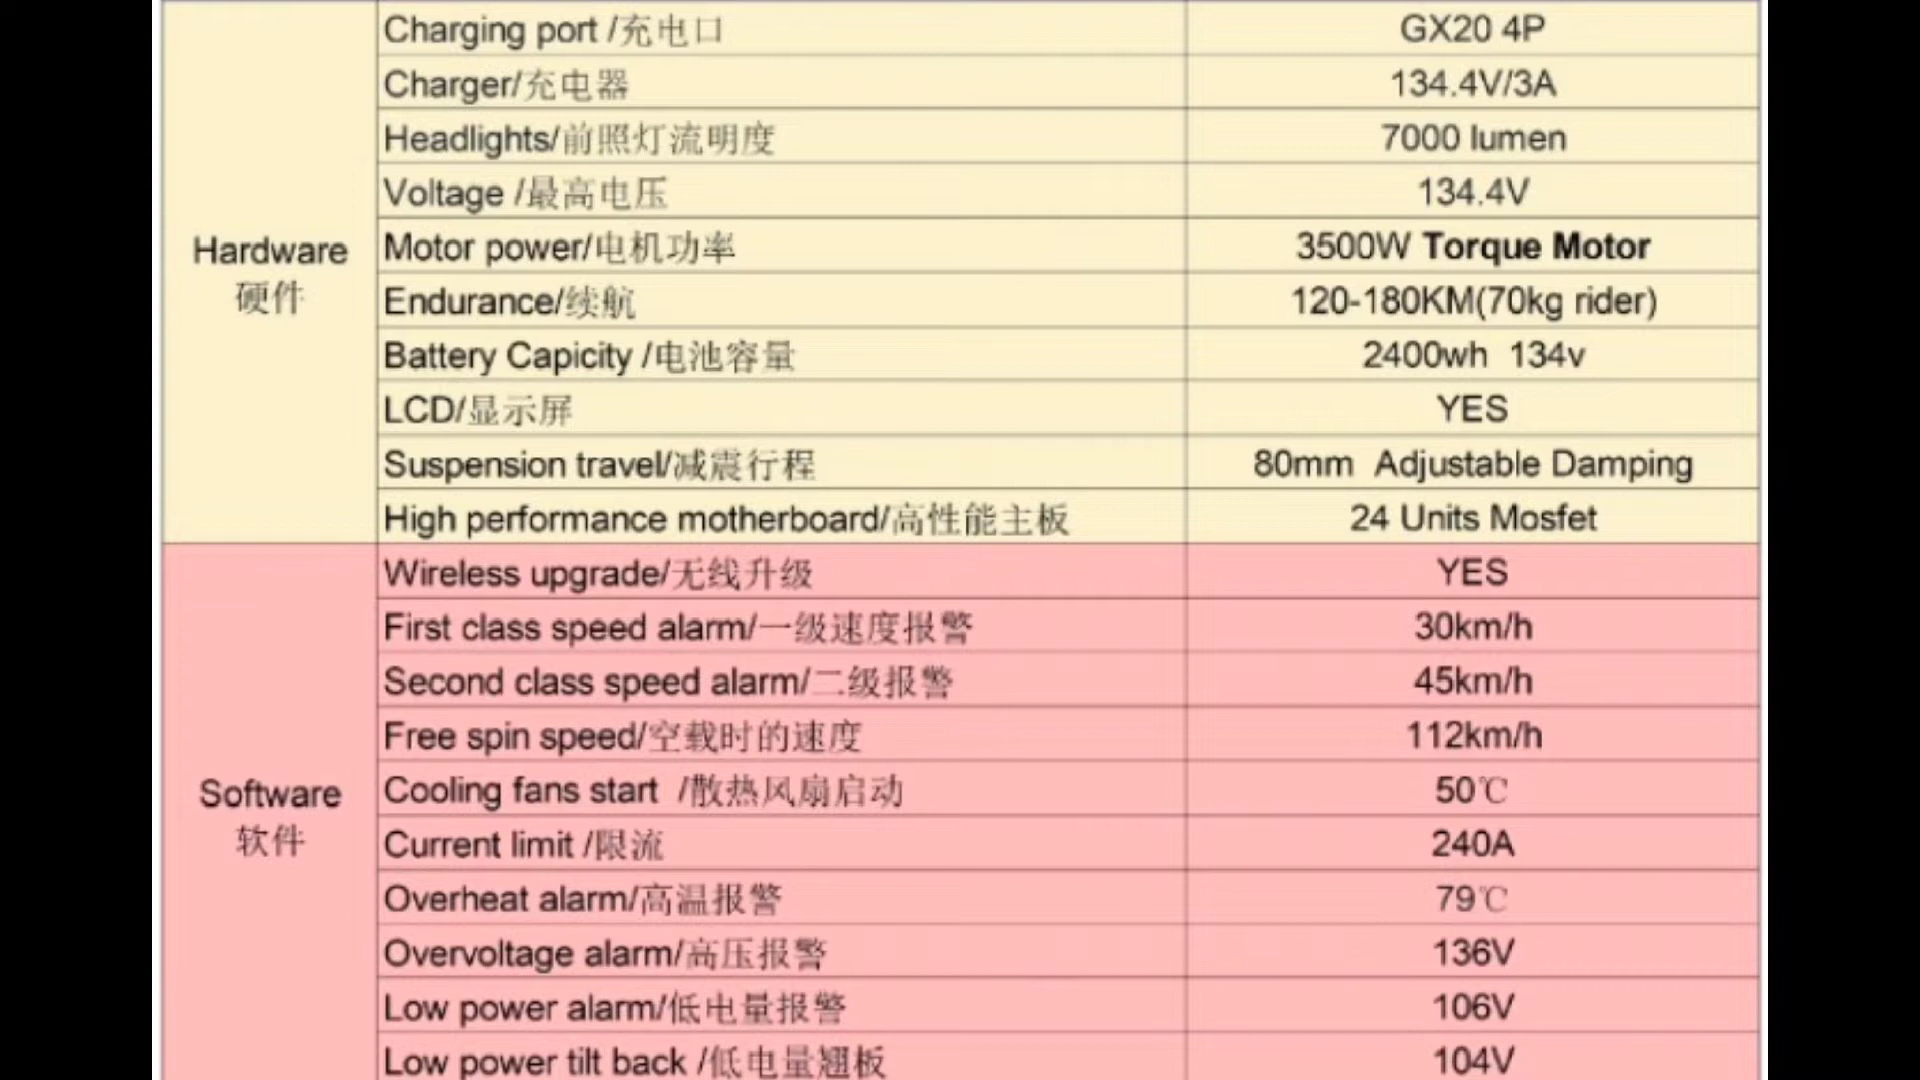 Charging port /充电口 GX20 4P
Charger/充电器 134.4V/3A
Headlights/前照灯流明度 7000 lumen
Voltage /最高电压 134.4V
Hardware
硬件
Motor power/电机功率 3500W Torque Motor
Endurance/续航 120-180KM(70kg rider)
Battery Capicity /电池容量 2400wh 134v
LCD/显示屏 YES
Suspension travel/减震行程 80mm Adjustable Damping
High performance motherboard/高性能主板 24 Units Mosfet
Wireless upgrade/无线升级 YES
First class speed alarm/一级速度报警 30km/h
Second class speed alarm/二级报警 45km/h
Free spin speed/空载时的速度 112km/h
Software
软件
Cooling fans start /散热风扇启动 50℃
Current limit /限流 240A
Overheat alarm/高温报警 79℃
Overvoltage alarm/高压报警 136V
Low power alarm/低电量报警 106V
Low power tilt back /低电量翘板 104V